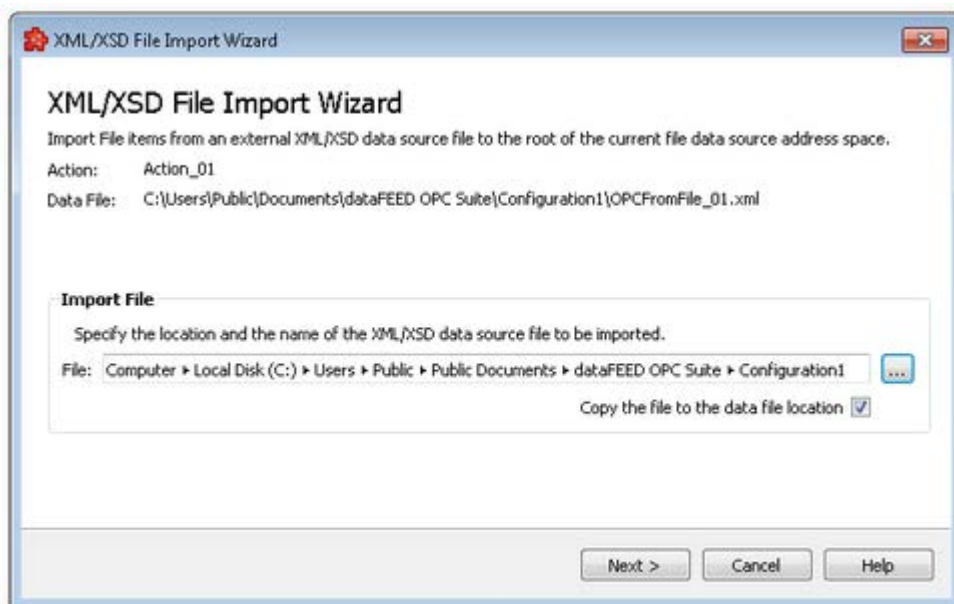 XML/XSD File Import Wizard
XML/XSD File Import Wizard
Import File items from an external XML/XSD data source file to the root of the current file data source address space.
Action: Action_01
Data File: C:\Users\Public\Documents\dataFEED OPC Suite\Configuration1\OPCFromFile_01.xml
Import File
Specify the location and the name of the XML/XSD data source file to be imported.
File: Computer ▸ Local Disk (C:) ▸ Users ▸ Public ▸ Public Documents ▸ dataFEED OPC Suite ▸ Configuration1 ...
Copy the file to the data file location
Next > Cancel Help